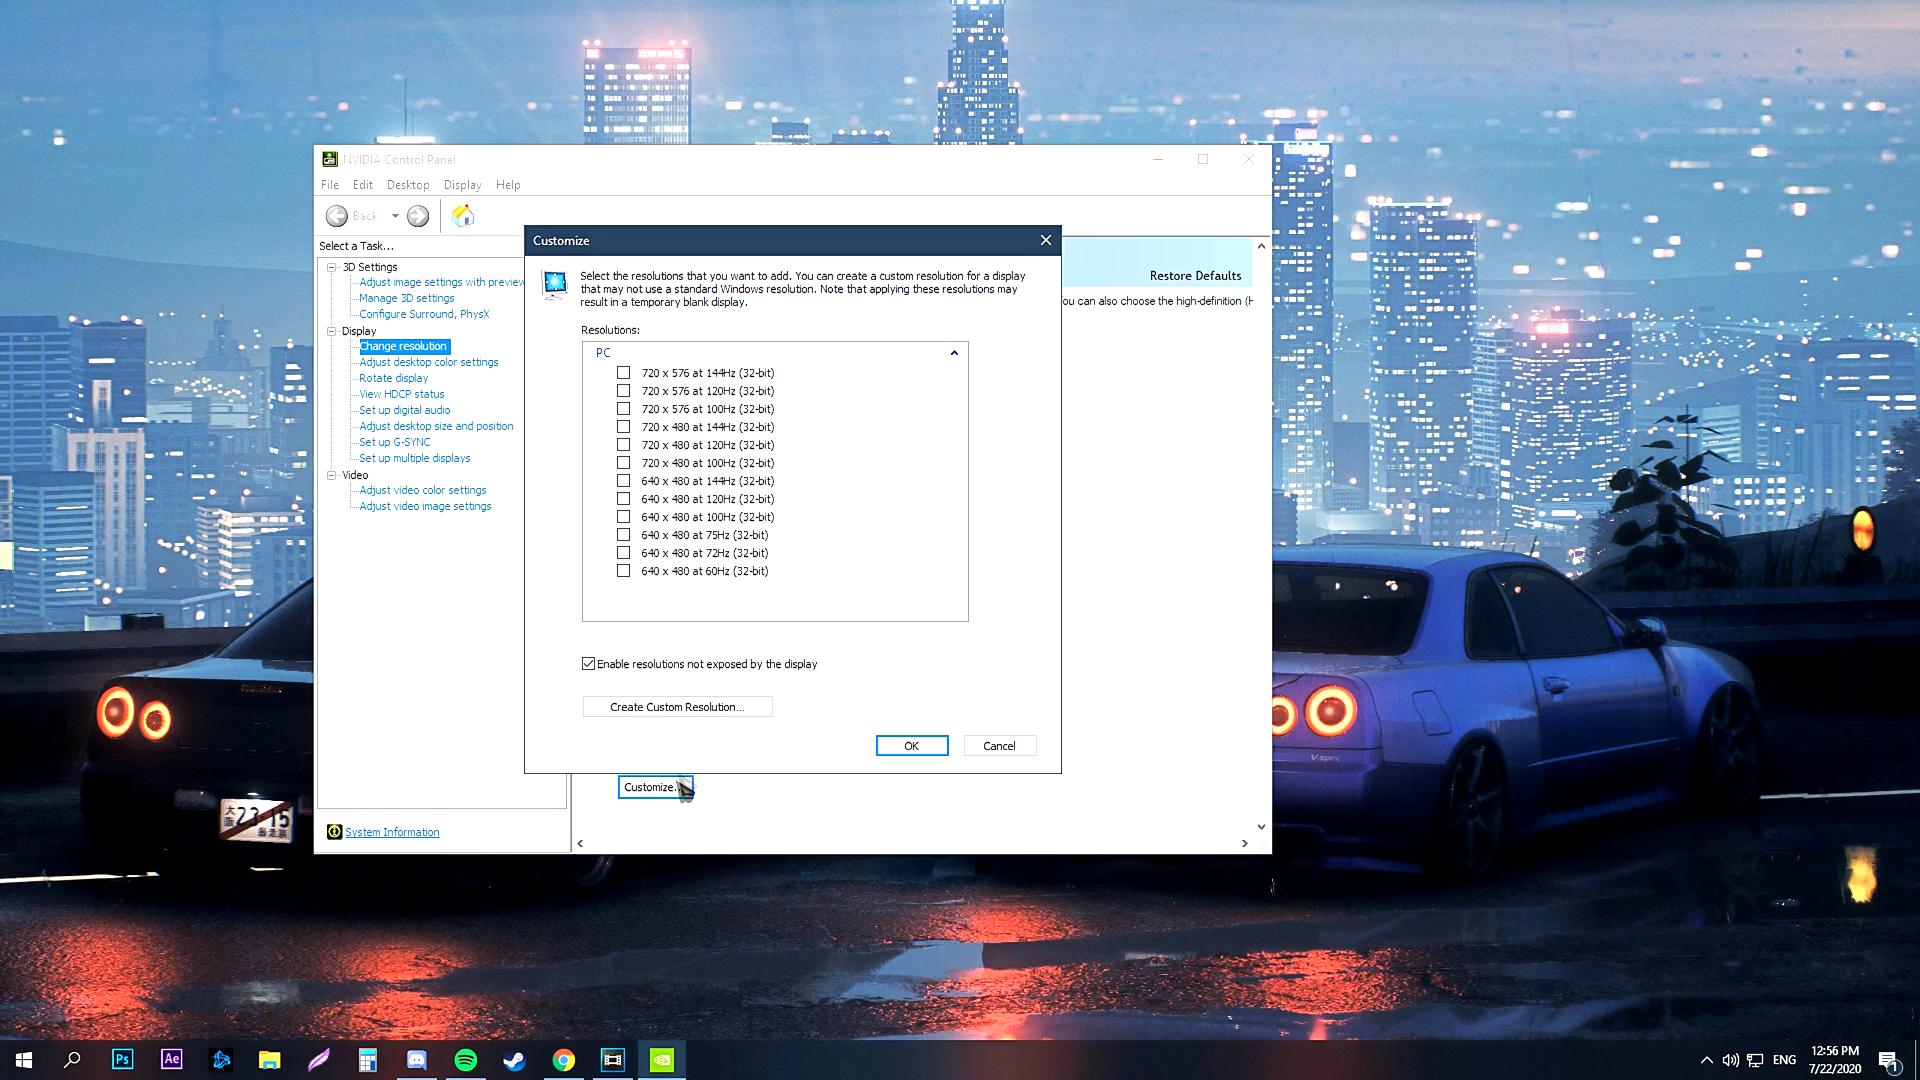 NVIDIA Control Panel
File Edit Desktop Display Help
Back
Select a Task...
3D Settings
Adjust image settings with preview
Manage 3D settings
Configure Surround, PhysX
Display
Change resolution
Adjust desktop color settings
Rotate display
View HDCP status
Set up digital audio
Adjust desktop size and position
Set up G-SYNC
Set up multiple displays
Video
Adjust video color settings
Adjust video image settings
System Information
Restore Defaults
ou can also choose the high-definition (H
Customize
Select the resolutions that you want to add. You can create a custom resolution for a display
that may not use a standard Windows resolution. Note that applying these resolutions may
result in a temporary blank display.
Resolutions:
PC
720 x 576 at 144Hz (32-bit)
720 x 576 at 120Hz (32-bit)
720 x 576 at 100Hz (32-bit)
720 x 480 at 144Hz (32-bit)
720 x 480 at 120Hz (32-bit)
720 x 480 at 100Hz (32-bit)
640 x 480 at 144Hz (32-bit)
640 x 480 at 120Hz (32-bit)
640 x 480 at 100Hz (32-bit)
640 x 480 at 75Hz (32-bit)
640 x 480 at 72Hz (32-bit)
640 x 480 at 60Hz (32-bit)
Enable resolutions not exposed by the display
Create Custom Resolution...
OK Cancel
Customize.
V-spec
大阪 23-15
Ps Ae
ENG
12:56 PM
7/22/2020
1